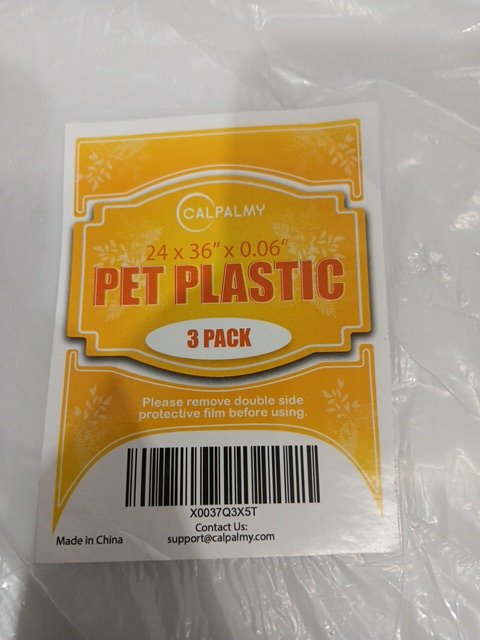 CALPALMY
24 x 36" x 0.06"
PET PLASTIC
3 PACK
Please remove double side
protective film before using.
X0037Q3X5T
Contact Us:
Made in China
support@calpalmy.com